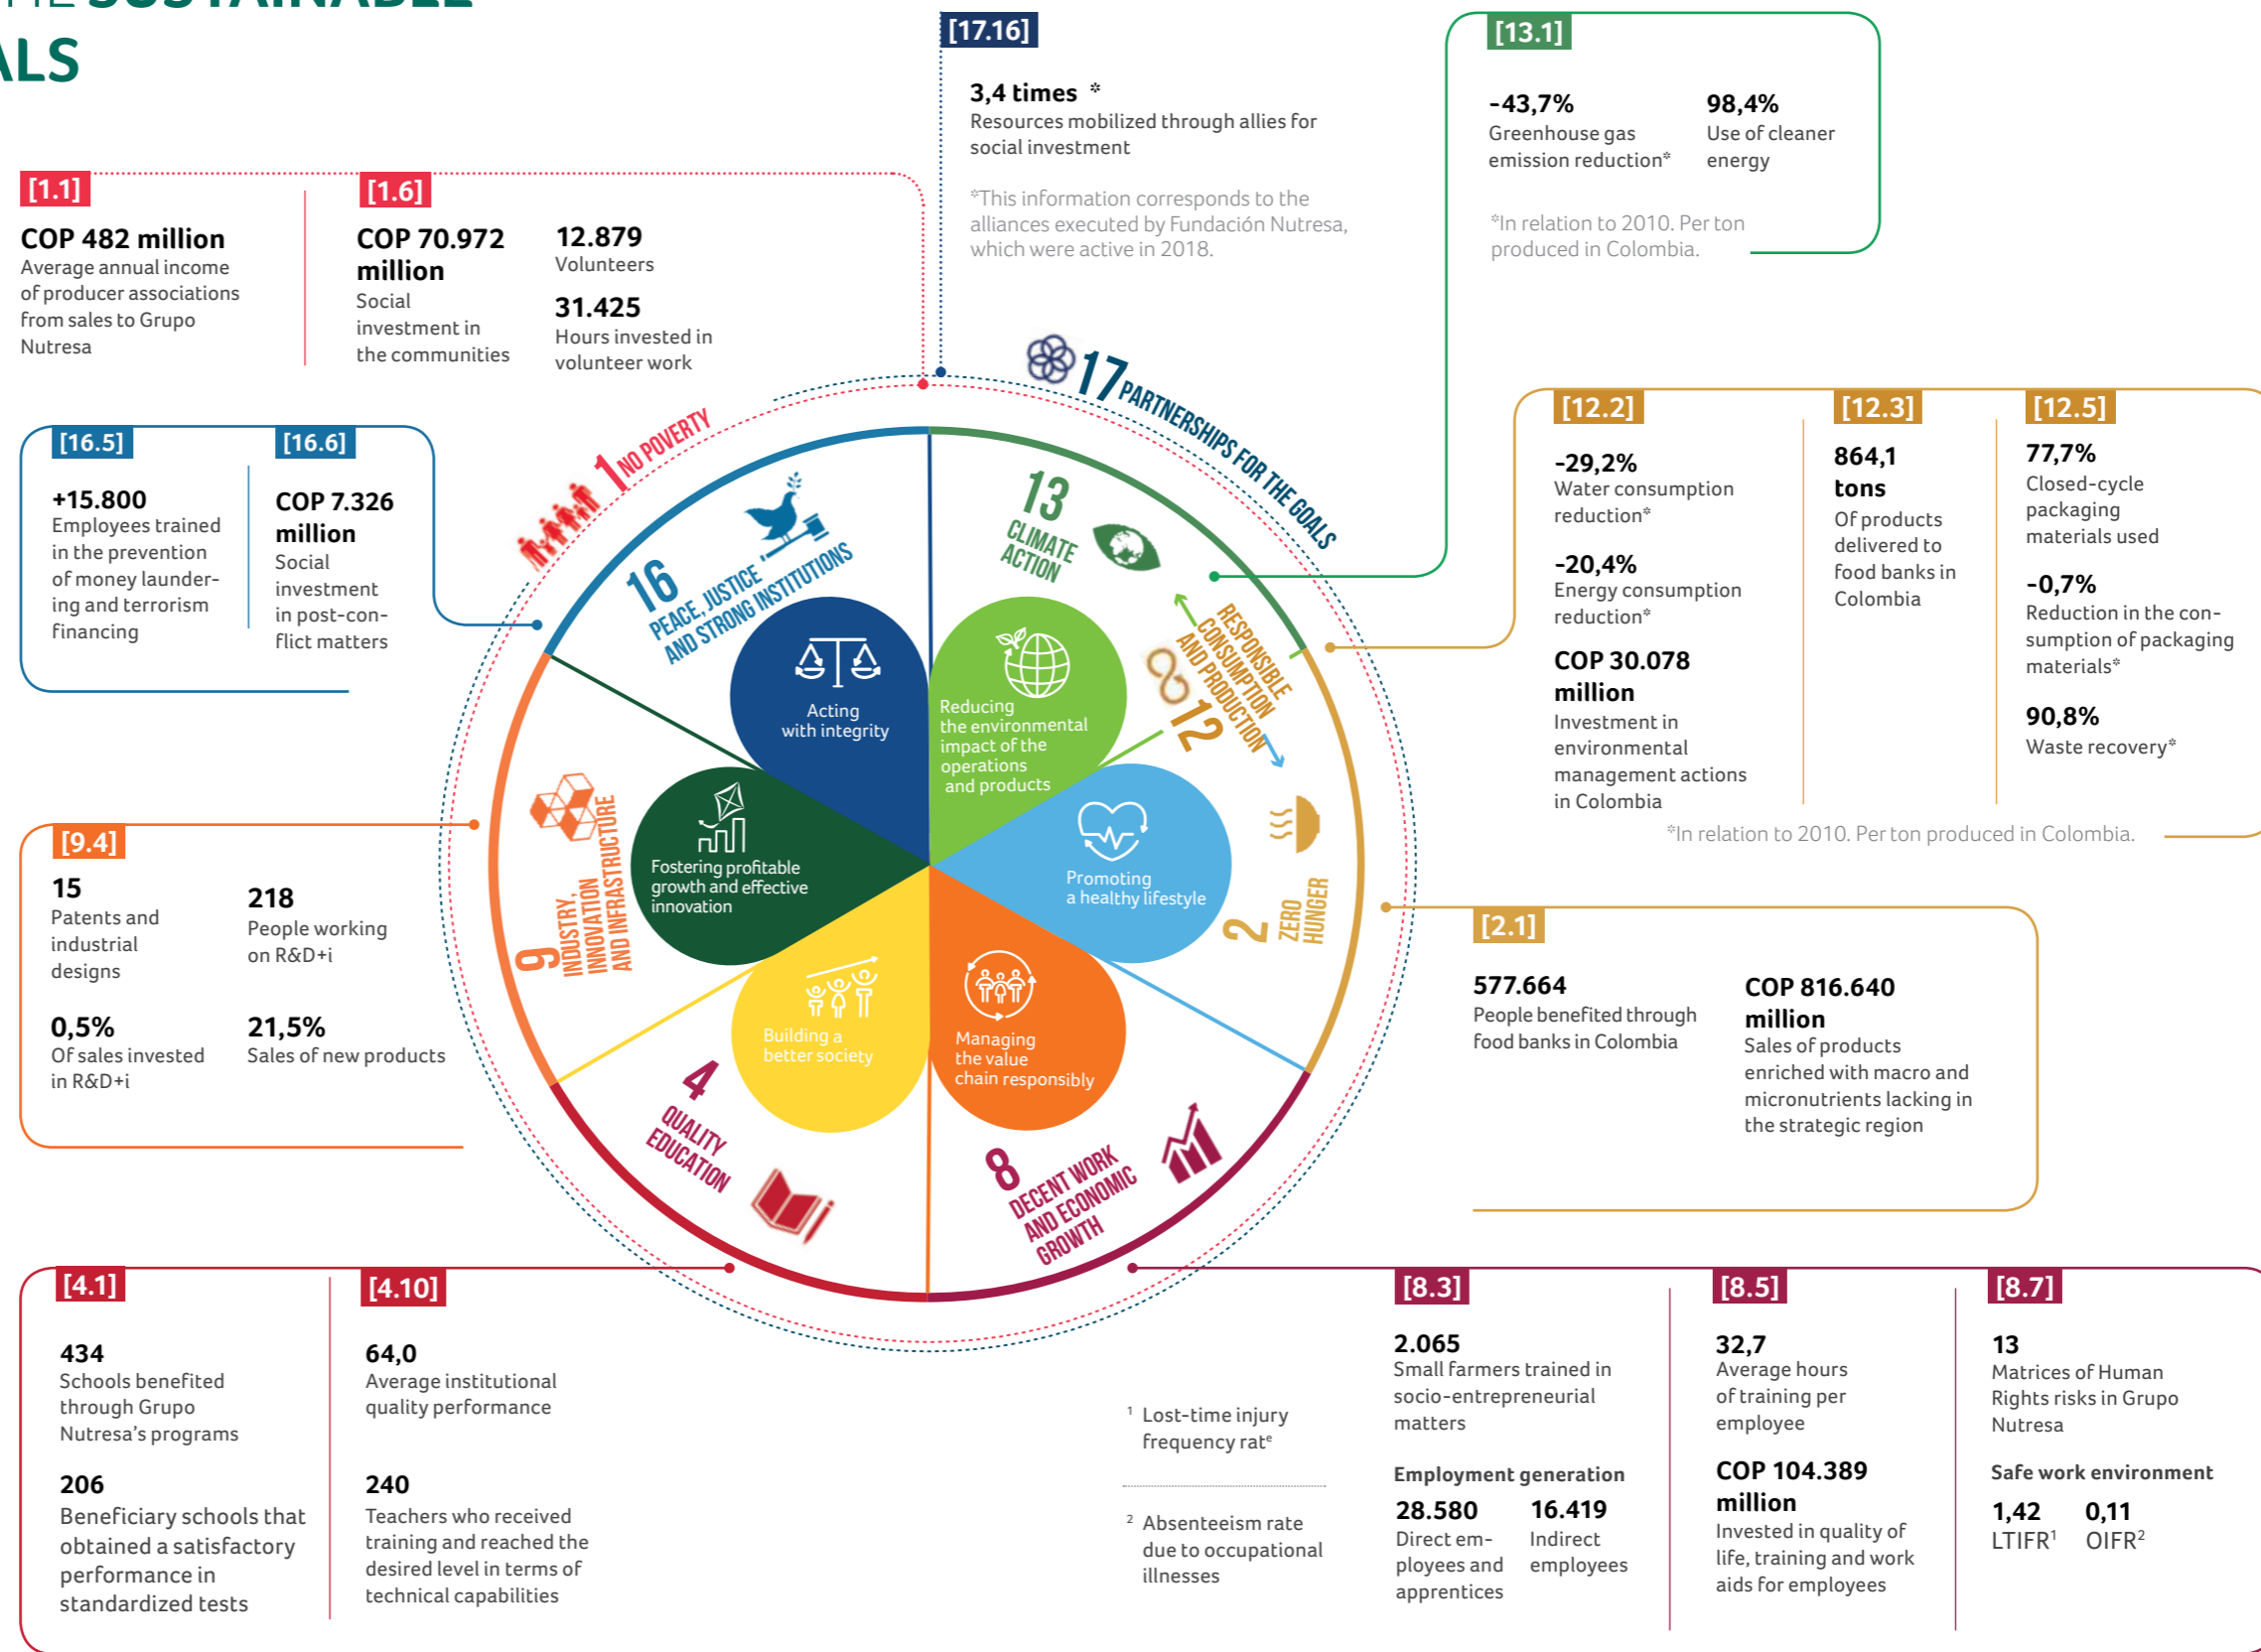 THE SUSTAINABLE
ALS
[17.16]
3,4 times *
Resources mobilized through allies for
social investment
*This information corresponds to the
alliances executed by Fundación Nutresa,
which were active in 2018.
[13.1]
-43,7%
Greenhouse gas
emission reduction*
98,4%
Use of cleaner
energy
*In relation to 2010. Per ton
produced in Colombia.
[1.1]
COP 482 million
Average annual income
of producer associations
from sales to Grupo
Nutresa
[1.6]
COP 70.972
million
Social
investment in
the communities
12.879
Volunteers
31.425
Hours invested in
volunteer work
[16.5]
+15.800
Employees trained
in the prevention
of money launder-
ing and terrorism
financing
[16.6]
COP 7.326
million
Social
investment
in post-con-
flict matters
[12.2]
-29,2%
Water consumption
reduction*
-20,4%
Energy consumption
reduction*
COP 30.078
million
Investment in
environmental
management actions
in Colombia
[12.3]
864,1
tons
Of products
delivered to
food banks in
Colombia
[12.5]
77,7%
Closed-cycle
packaging
materials used
-0,7%
Reduction in the con-
sumption of packaging
materials*
90,8%
Waste recovery*
*In relation to 2010. Per ton produced in Colombia.
1 NO POVERTY
17 PARTNERSHIPS FOR THE GOALS
16
PEACE, JUSTICE
AND STRONG INSTITUTIONS
13
CLIMATE
ACTION
RESPONSIBLE
CONSUMPTION
AND PRODUCTION
12
Acting
with integrity
Reducing
the environmental
impact of the
operations
and products
Fostering profitable
growth and effective
innovation
Promoting
a healthy lifestyle
Building a
better society
Managing
the value
chain responsibly
9
INDUSTRY,
INNOVATION
AND INFRASTRUCTURE
2
ZERO
HUNGER
4
QUALITY
EDUCATION
8
DECENT WORK
AND ECONOMIC
GROWTH
[9.4]
15
Patents and
industrial
designs
218
People working
on R&D+i
0,5%
Of sales invested
in R&D+i
21,5%
Sales of new products
[2.1]
577.664
People benefited through
food banks in Colombia
COP 816.640
million
Sales of products
enriched with macro and
micronutrients lacking in
the strategic region
[4.1]
434
Schools benefited
through Grupo
Nutresa's programs
206
Beneficiary schools that
obtained a satisfactory
performance in
standardized tests
[4.10]
64,0
Average institutional
quality performance
240
Teachers who received
training and reached the
desired level in terms of
technical capabilities
1 Lost-time injury
frequency rate
2 Absenteeism rate
due to occupational
illnesses
[8.3]
2.065
Small farmers trained in
socio-entrepreneurial
matters
Employment generation
28.580
Direct em-
ployees and
apprentices
16.419
Indirect
employees
[8.5]
32,7
Average hours
of training per
employee
COP 104.389
million
Invested in quality of
life, training and work
aids for employees
[8.7]
13
Matrices of Human
Rights risks in Grupo
Nutresa
Safe work environment
1,42
LTIFR1
0,11
OIFR2